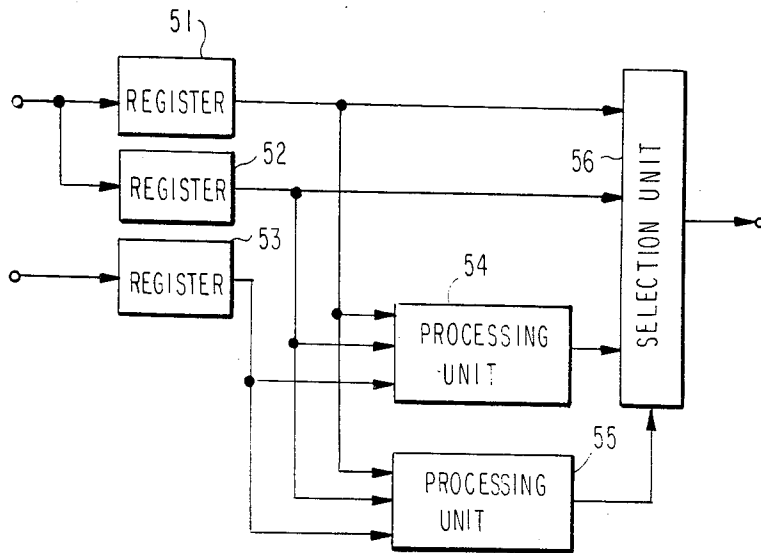 51
REGISTER
52
REGISTER
53
REGISTER
54
PROCESSING
UNIT
55
PROCESSING
UNIT
56
SELECTION UNIT